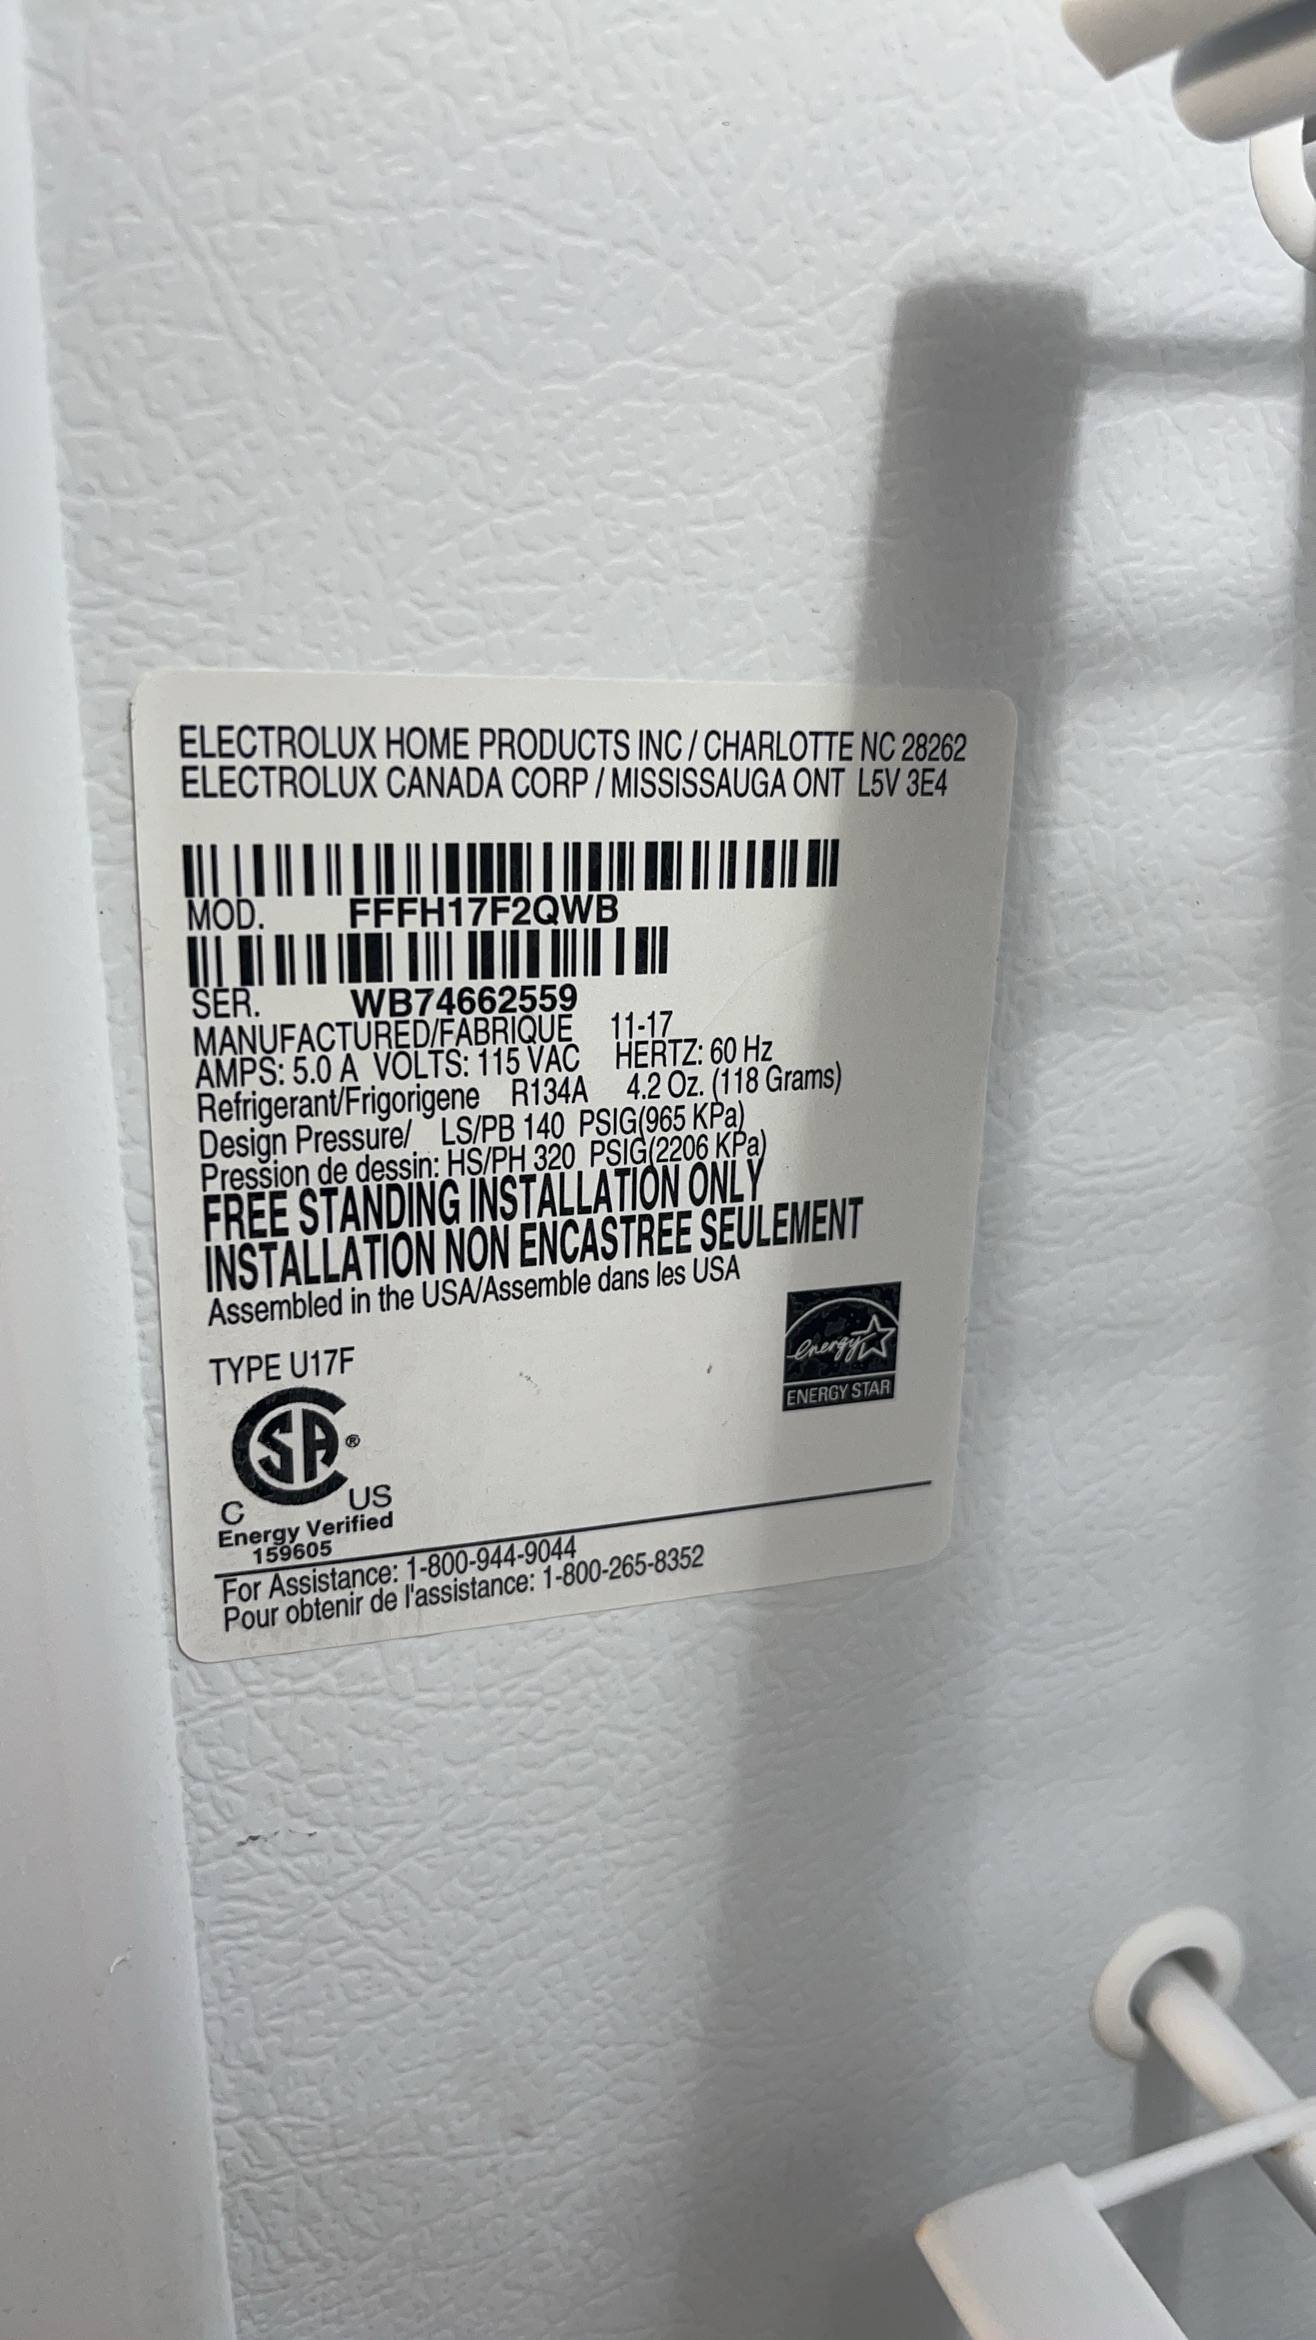 ELECTROLUX HOME PRODUCTS INC / CHARLOTTE NC 28262
ELECTROLUX CANADA CORP / MISSISSAUGA ONT L5V 3E4
MOD. FFFH17F2QWB
SER. WB74662559
MANUFACTURED/FABRIQUE 11-17
AMPS: 5.0 A VOLTS: 115 VAC HERTZ: 60 Hz
Refrigerant/Frigorigene R134A 4.2 Oz. (118 Grams)
Design Pressure/ LS/PB 140 PSIG(965 KPa)
Pression de dessin: HS/PH 320 PSIG(2206 KPa)
FREE STANDING INSTALLATION ONLY
INSTALLATION NON ENCASTREE SEULEMENT
Assembled in the USA/Assemble dans les USA
TYPE U17F
energy
ENERGY STAR
CSA ®
C US
Energy Verified
159605
For Assistance: 1-800-944-9044
Pour obtenir de l'assistance: 1-800-265-8352